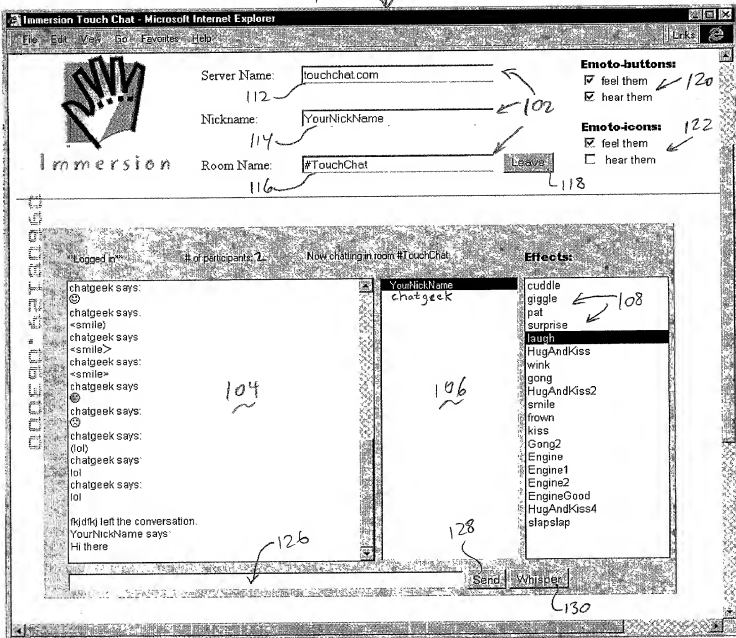 Immersion Touch Chat - Microsoft Internet Explorer
File Edit View Go Favorites Help
Links
Server Name: touchchat.com
112
Nickname: YourNickName
114
102
Room Name: #TouchChat
116
Leave
118
Immersion
Emoto-buttons:
feel them
hear them
120
Emoto-icons:
122
feel them
hear them
**Logged in** # of participants: 2 Now chatting in room #TouchChat Effects:
chatgeek says:
chatgeek says:
<smile)
chatgeek says
<smile>
chatgeek says:
<smile>
chatgeek says
chatgeek says:
chatgeek says:
(lol)
chatgeek says:
lol
chatgeek says:
lol
fkjdfkj left the conversation.
YourNickName says:
Hi there
104
YourNickName
chatgeek
106
cuddle
giggle
pat
surprise
laugh
HugAndKiss
wink
gong
HugAndKiss2
smile
frown
kiss
Gong2
Engine
Engine1
Engine2
EngineGood
HugAndKiss4
slapslap
108
126
128
Send Whisper
130